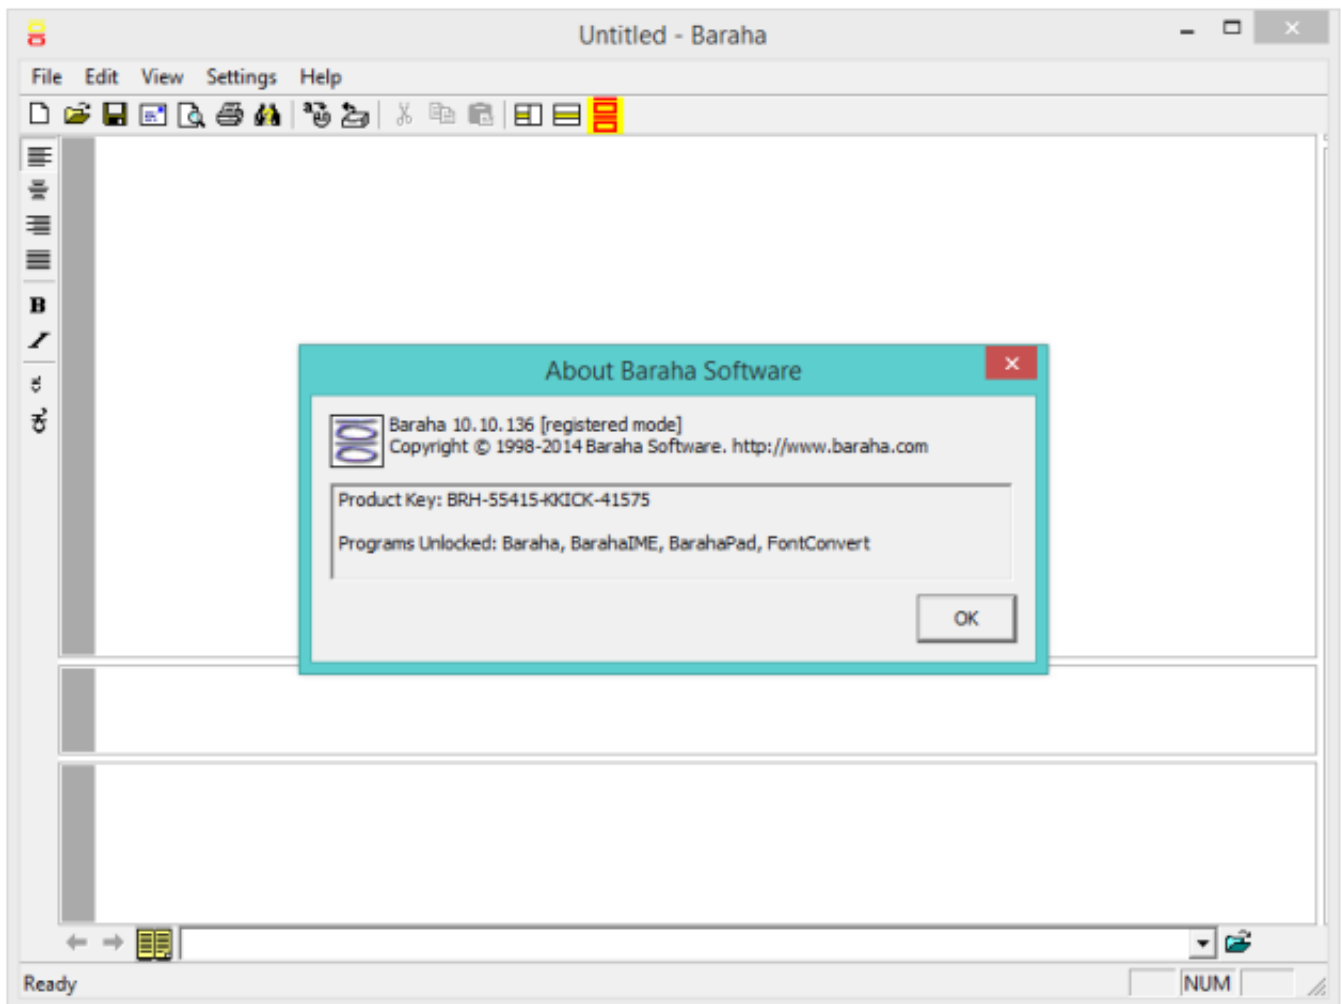 Untitled - Baraha
File Edit View Settings Help
B
I
About Baraha Software
Baraha 10.10.136 [registered mode]
Copyright © 1998-2014 Baraha Software. http://www.baraha.com
Product Key: BRH-55415-KKICK-41575
Programs Unlocked: Baraha, BarahaIME, BarahaPad, FontConvert
OK
Ready NUM